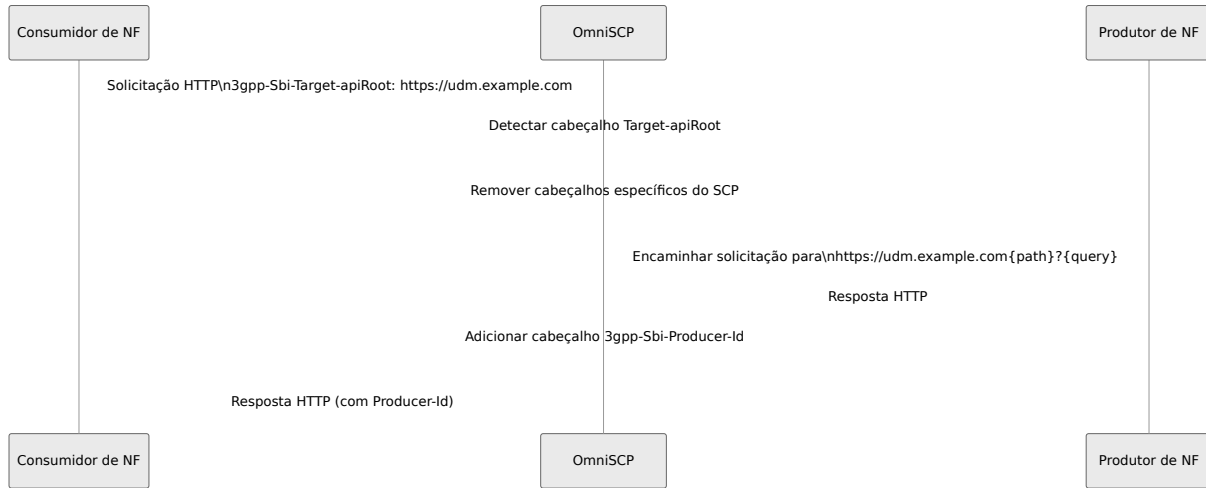 Consumidor de NF
OmniSCP
Produtor de NF
Solicitação HTTP\n3gpp-Sbi-Target-apiRoot: https://udm.example.com
Detectar cabeçalho Target-apiRoot
Remover cabeçalhos específicos do SCP
Encaminhar solicitação para\nhttps://udm.example.com{path}?{query}
Resposta HTTP
Adicionar cabeçalho 3gpp-Sbi-Producer-Id
Resposta HTTP (com Producer-Id)
Consumidor de NF
OmniSCP
Produtor de NF